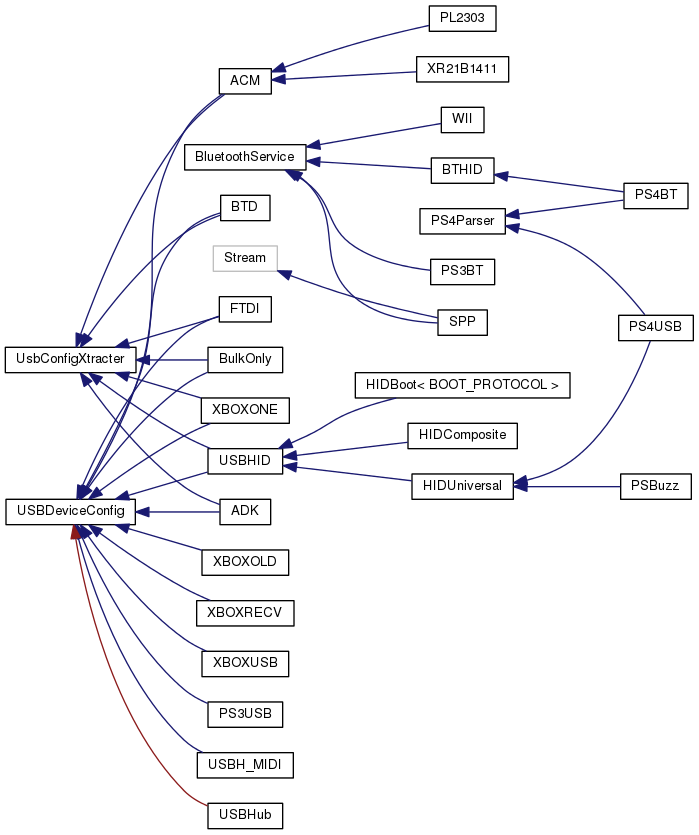 PL2303
XR21B1411
ACM
WII
BluetoothService
BTHID
PS4BT
BTD
PS4Parser
Stream
PS3BT
FTDI
SPP
PS4USB
UsbConfigXtracter
BulkOnly
HIDBoot< BOOT_PROTOCOL >
XBOXONE
HIDComposite
USBHID
HIDUniversal
PSBuzz
USBDeviceConfig
ADK
XBOXOLD
XBOXRECV
XBOXUSB
PS3USB
USBH_MIDI
USBHub